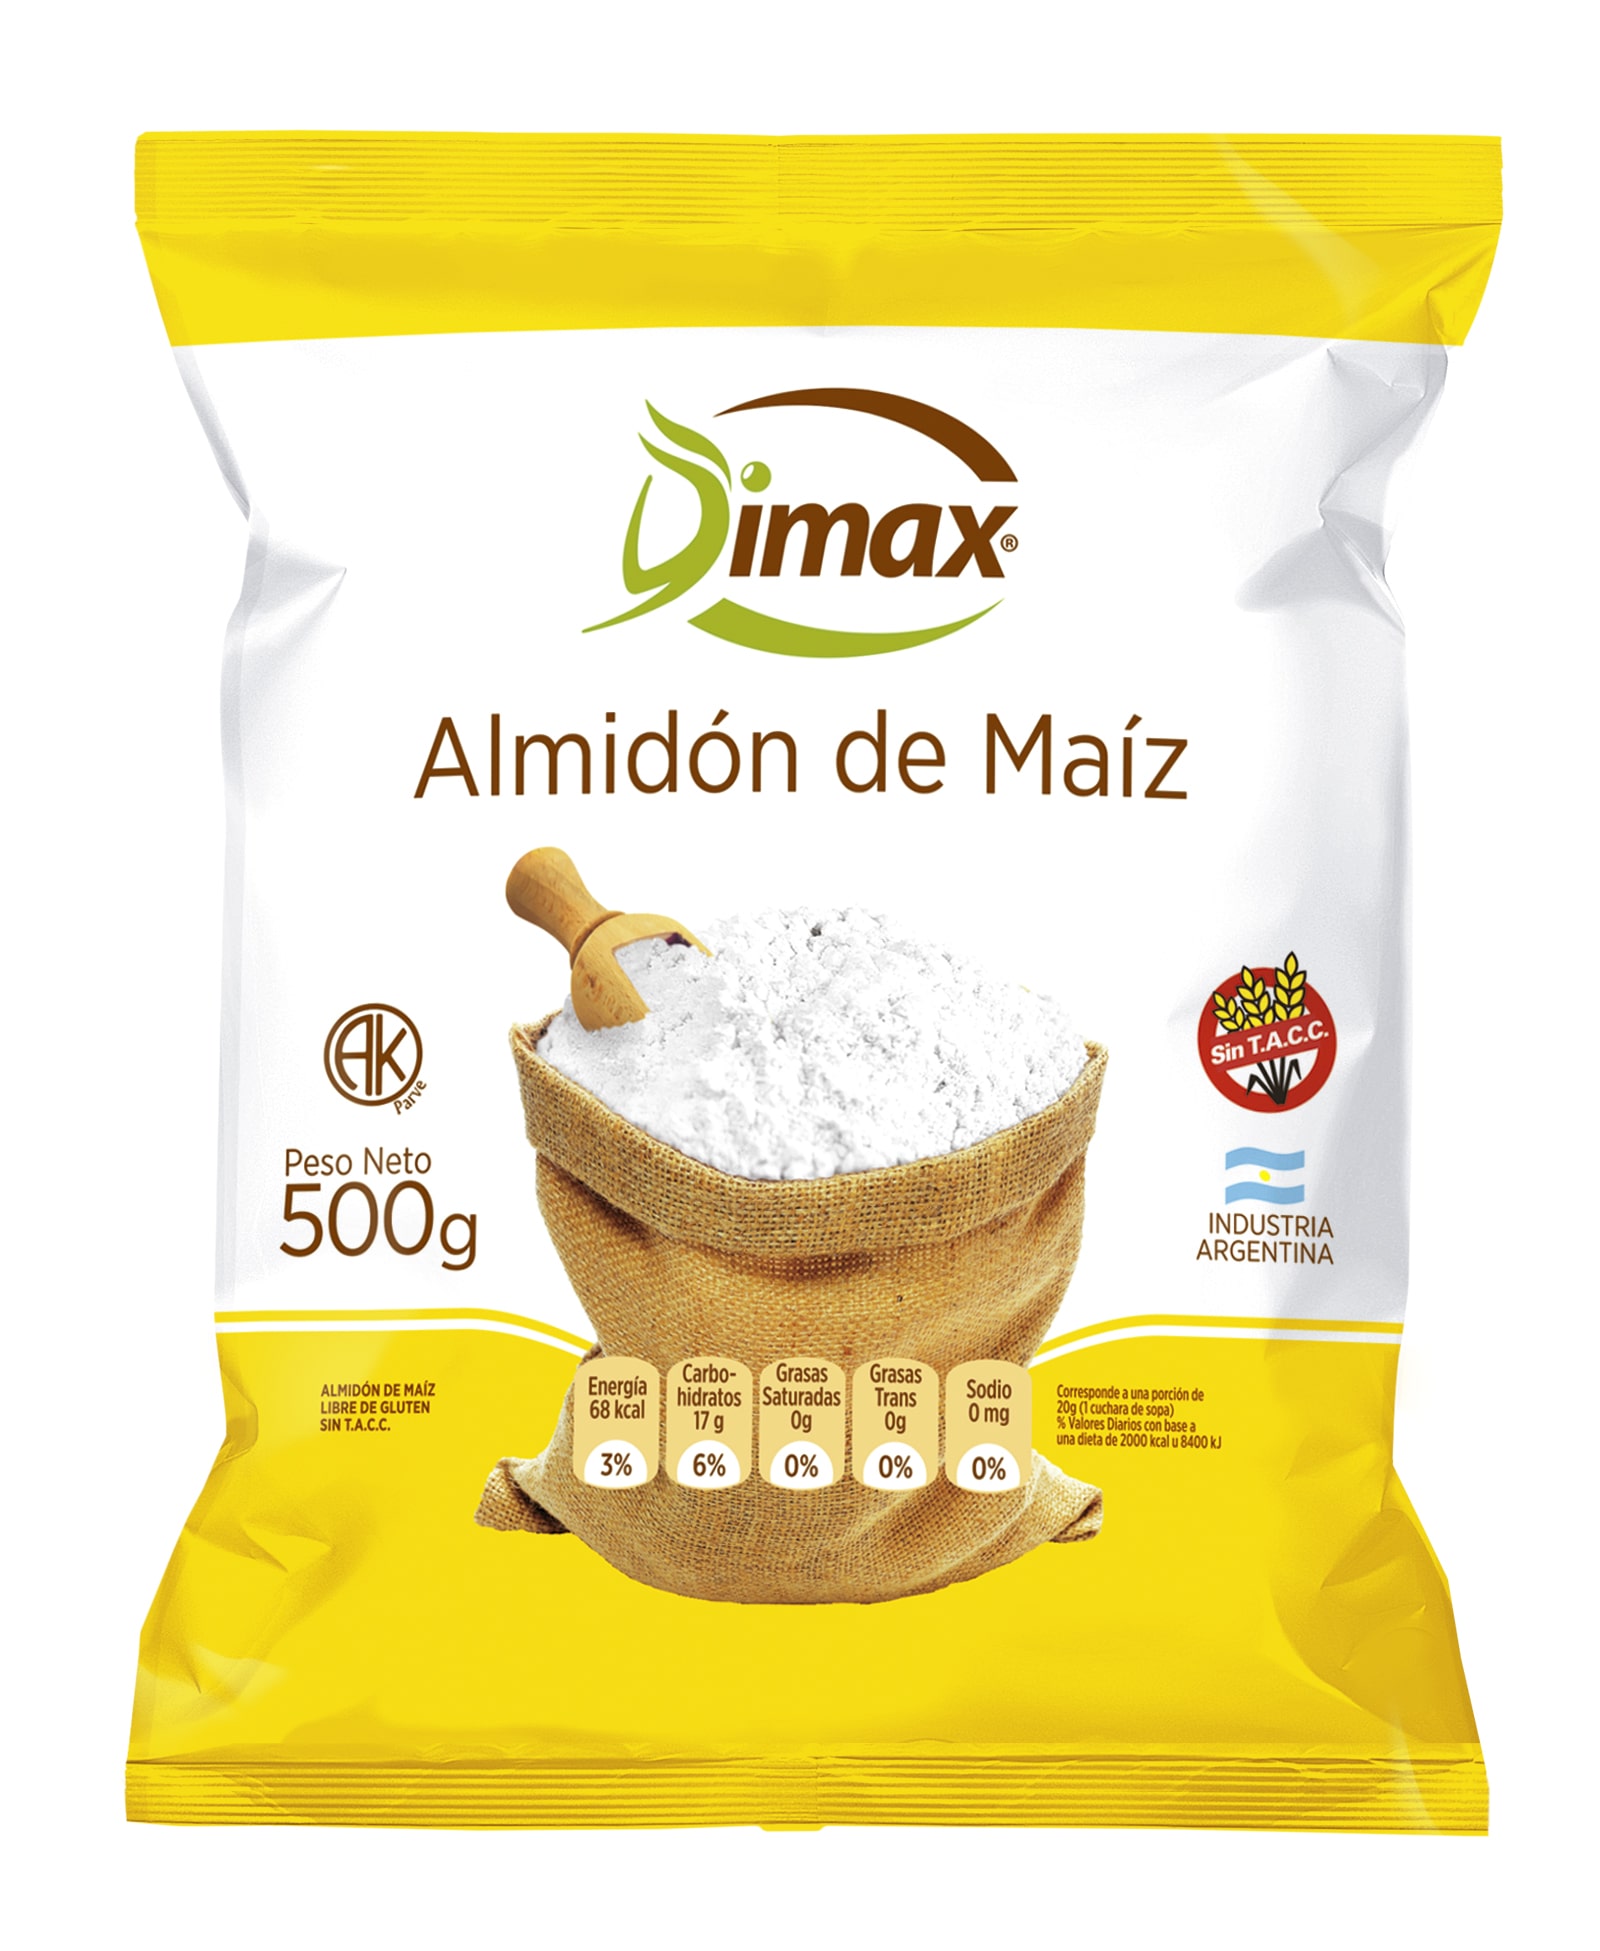 Dimax®
Almidón de Maíz
AK
Parve
Sin T.A.C.C.
Peso Neto
500g
INDUSTRIA
ARGENTINA
ALMIDÓN DE MAÍZ
LIBRE DE GLUTEN
SIN T.A.C.C.
Energía
68 kcal
3%
Carbo-
hidratos
17 g
6%
Grasas
Saturadas
0g
0%
Grasas
Trans
0g
0%
Sodio
0 mg
0%
Corresponde a una porción de
20g (1 cuchara de sopa)
% Valores Diarios con base a
una dieta de 2000 kcal u 8400 kJ